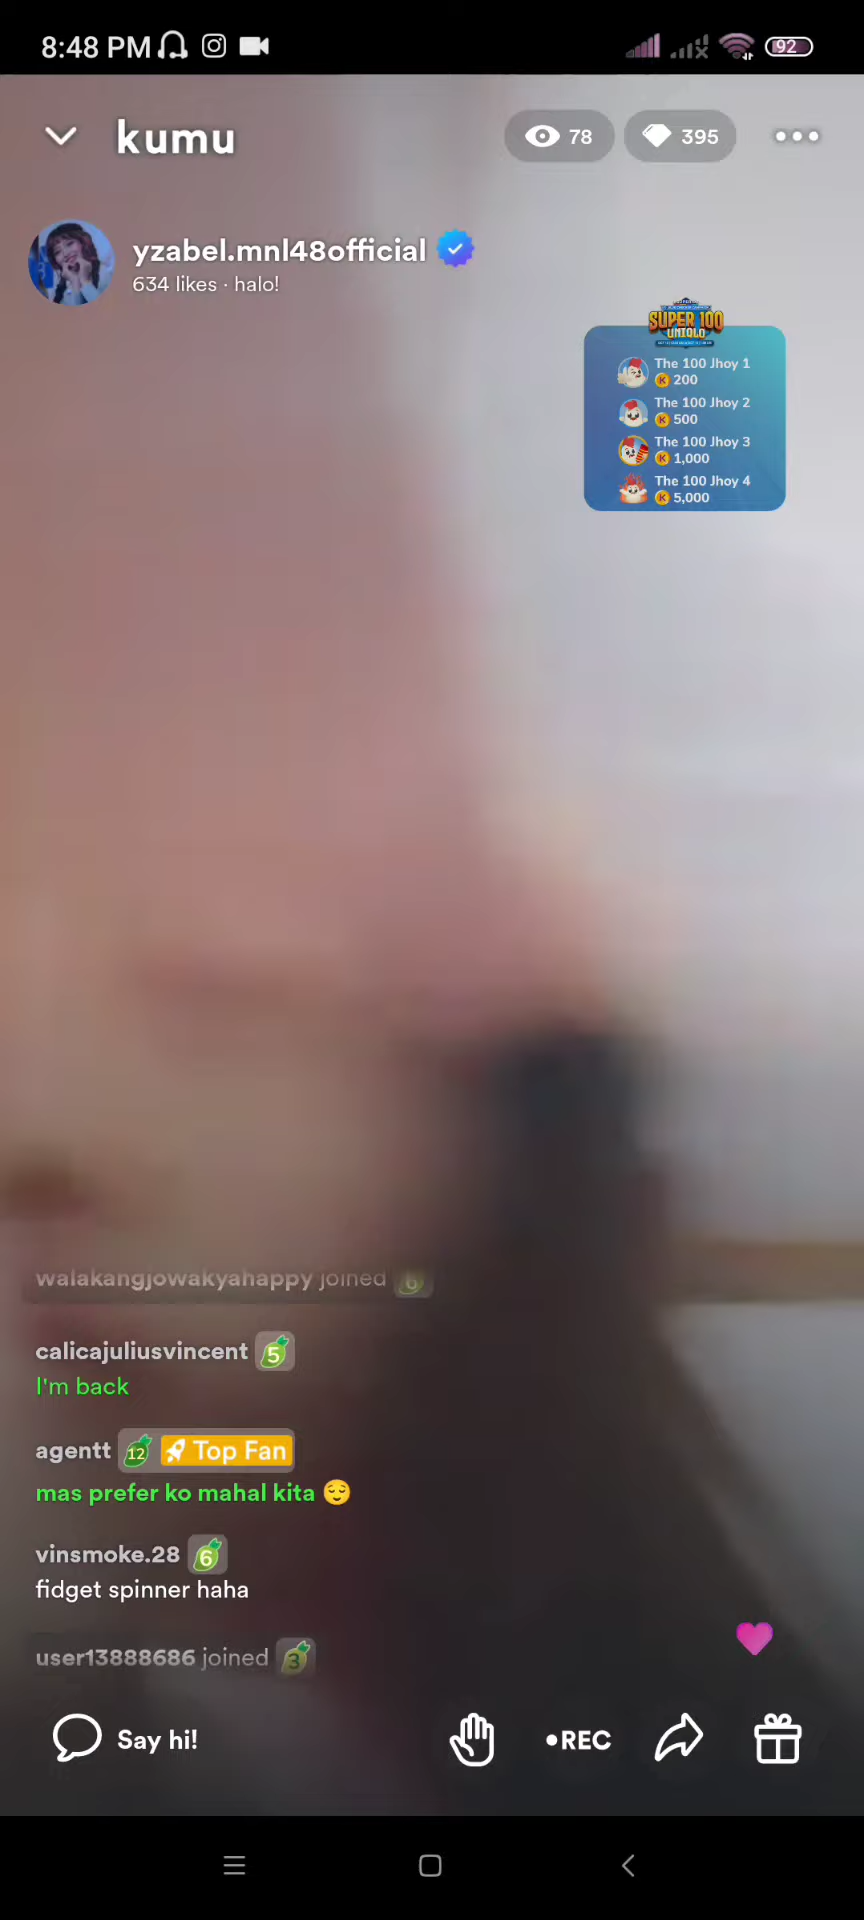 8:48 PM
92
kumu
78
395
yzabel.mnl48official
634 likes · halo!
SUPER 100
The 100 Jhoy 1
K 200
The 100 Jhoy 2
K 500
The 100 Jhoy 3
K 1,000
The 100 Jhoy 4
K 5,000
walakangjowakyahappy joined 6
calicajuliusvincent 5
I'm back
agentt 12 Top Fan
mas prefer ko mahal kita 😌
vinsmoke.28 6
fidget spinner haha
user13888686 joined 3
Say hi!
•REC